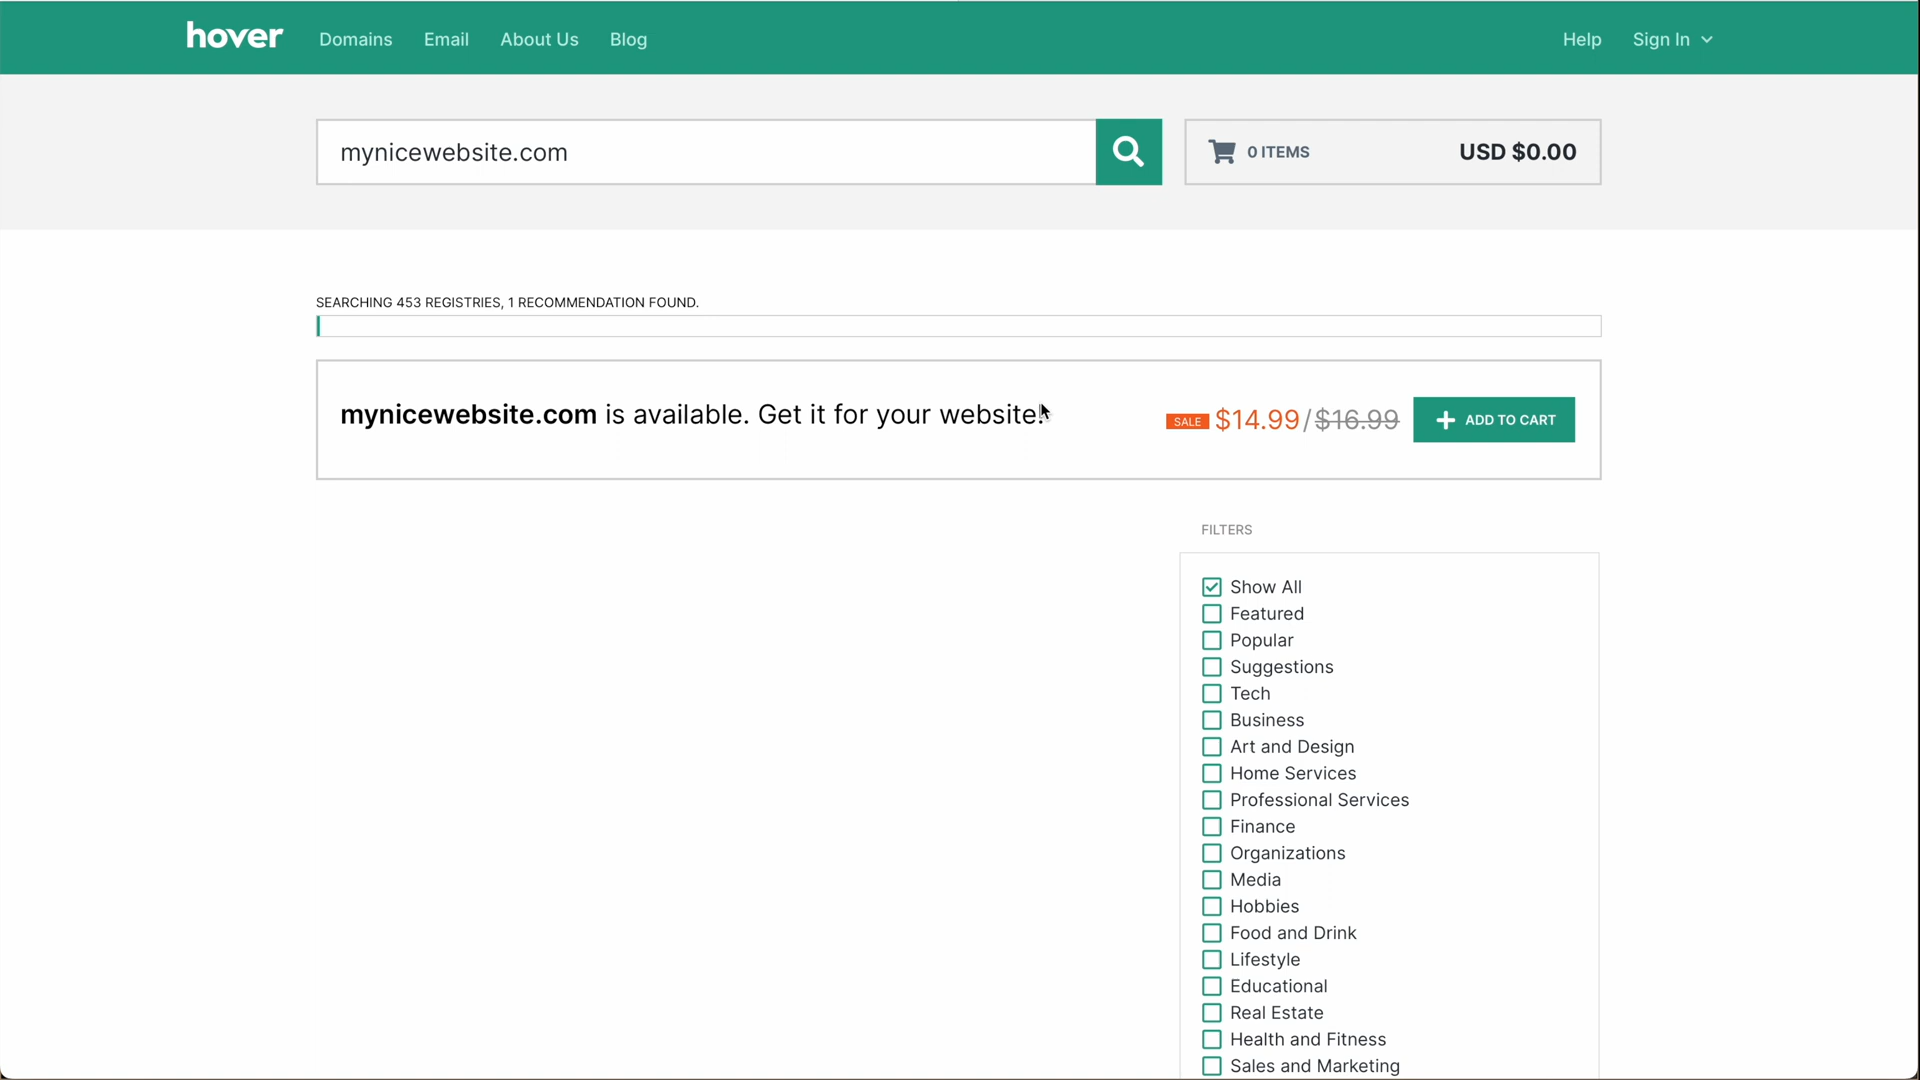 hover Domains Email About Us Blog Help Sign In
mynicewebsite.com
0 ITEMS USD $0.00
SEARCHING 453 REGISTRIES, 1 RECOMMENDATION FOUND.
mynicewebsite.com is available. Get it for your website!
SALE $14.99/$16.99 ADD TO CART
FILTERS
Show All
Featured
Popular
Suggestions
Tech
Business
Art and Design
Home Services
Professional Services
Finance
Organizations
Media
Hobbies
Food and Drink
Lifestyle
Educational
Real Estate
Health and Fitness
Sales and Marketing